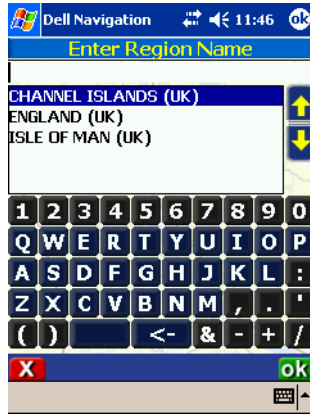 Dell Navigation 11:46 ok
Enter Region Name
CHANNEL ISLANDS (UK)
ENGLAND (UK)
ISLE OF MAN (UK)
1 2 3 4 5 6 7 8 9 0
Q W E R T Y U I O P
A S D F G H J K L :
Z X C V B N M , . '
( ) <- & - + /
X ok